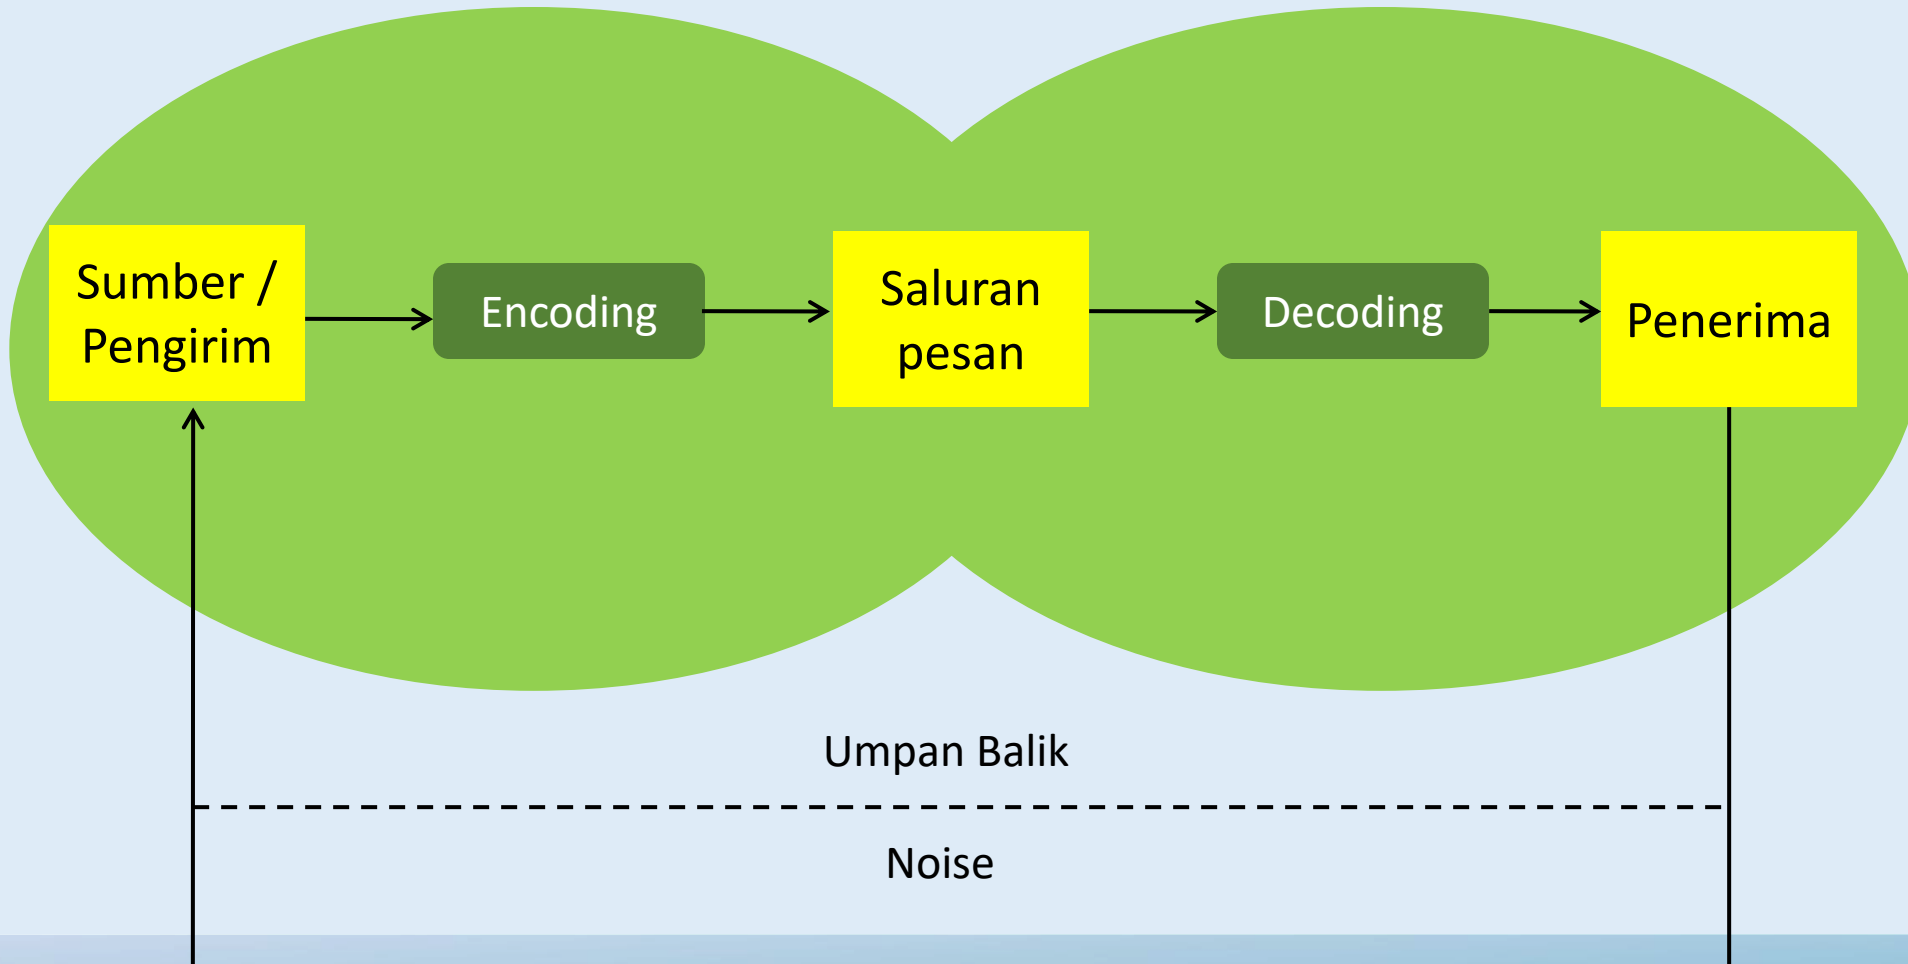 Sumber /
Pengirim
Encoding
Saluran
pesan
Decoding
Penerima
Umpan Balik
Noise